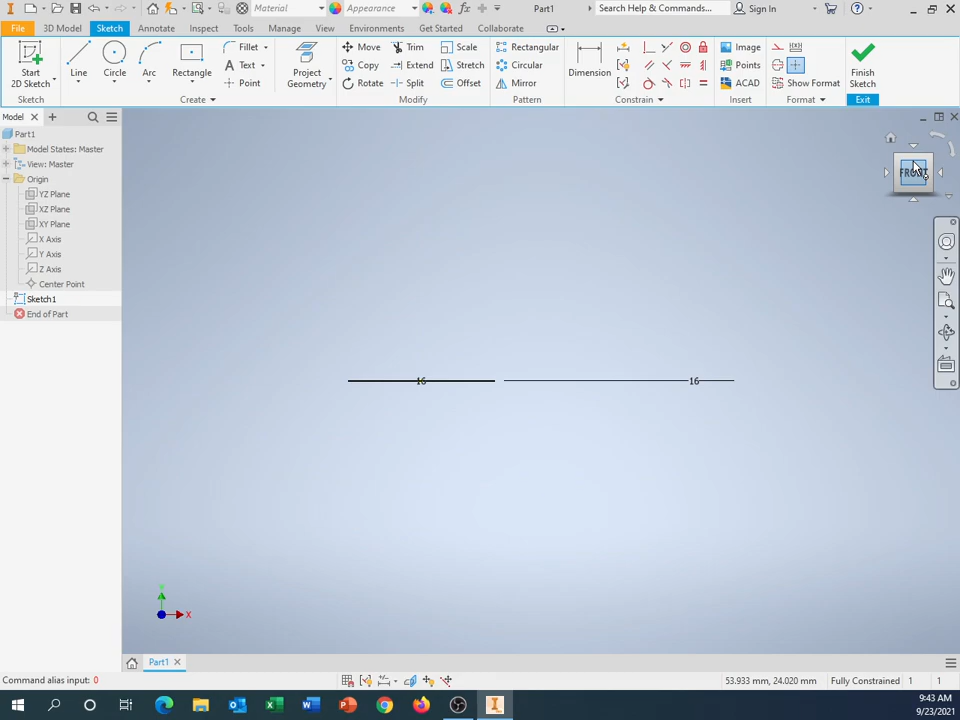 Material
Appearance
Part1
Search Help & Commands...
Sign In
File
3D Model
Sketch
Annotate
Inspect
Tools
Manage
View
Environments
Get Started
Collaborate
Start
2D Sketch
Line
Circle
Arc
Rectangle
Fillet
Text
Point
Project
Geometry
Move
Copy
Rotate
Trim
Extend
Split
Scale
Stretch
Offset
Rectangular
Circular
Mirror
Dimension
Image
Points
ACAD
Show Format
Finish
Sketch
Sketch
Create
Modify
Pattern
Constrain
Insert
Format
Exit
Model
Part1
Model States: Master
View: Master
Origin
YZ Plane
XZ Plane
XY Plane
X Axis
Y Axis
Z Axis
Center Point
Sketch1
End of Part
FRONT
16
16
Y
X
Part1
Command alias input: 0
53.933 mm, 24.020 mm
Fully Constrained
1
1
9:43 AM
9/23/2021